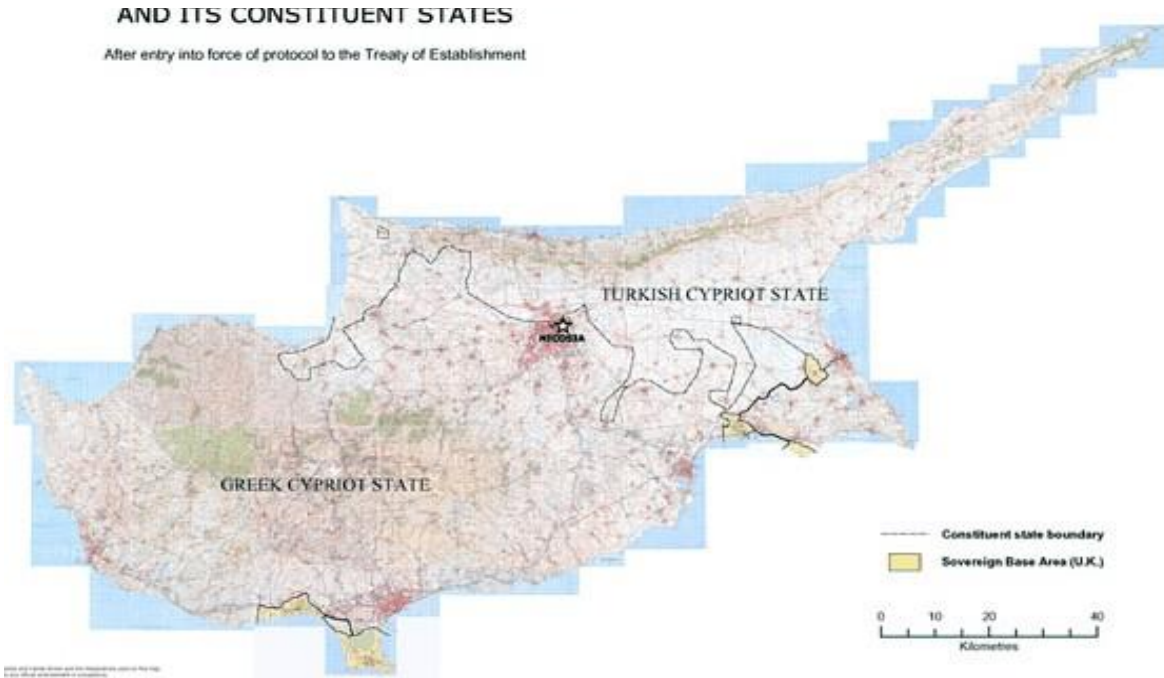 AND ITS CONSTITUENT STATES
After entry into force of protocol to the Treaty of Establishment
TURKISH CYPRIOT STATE
NICOSIA
GREEK CYPRIOT STATE
Constituent state boundary
Sovereign Base Area (U.K.)
0 10 20 40
Kilometres